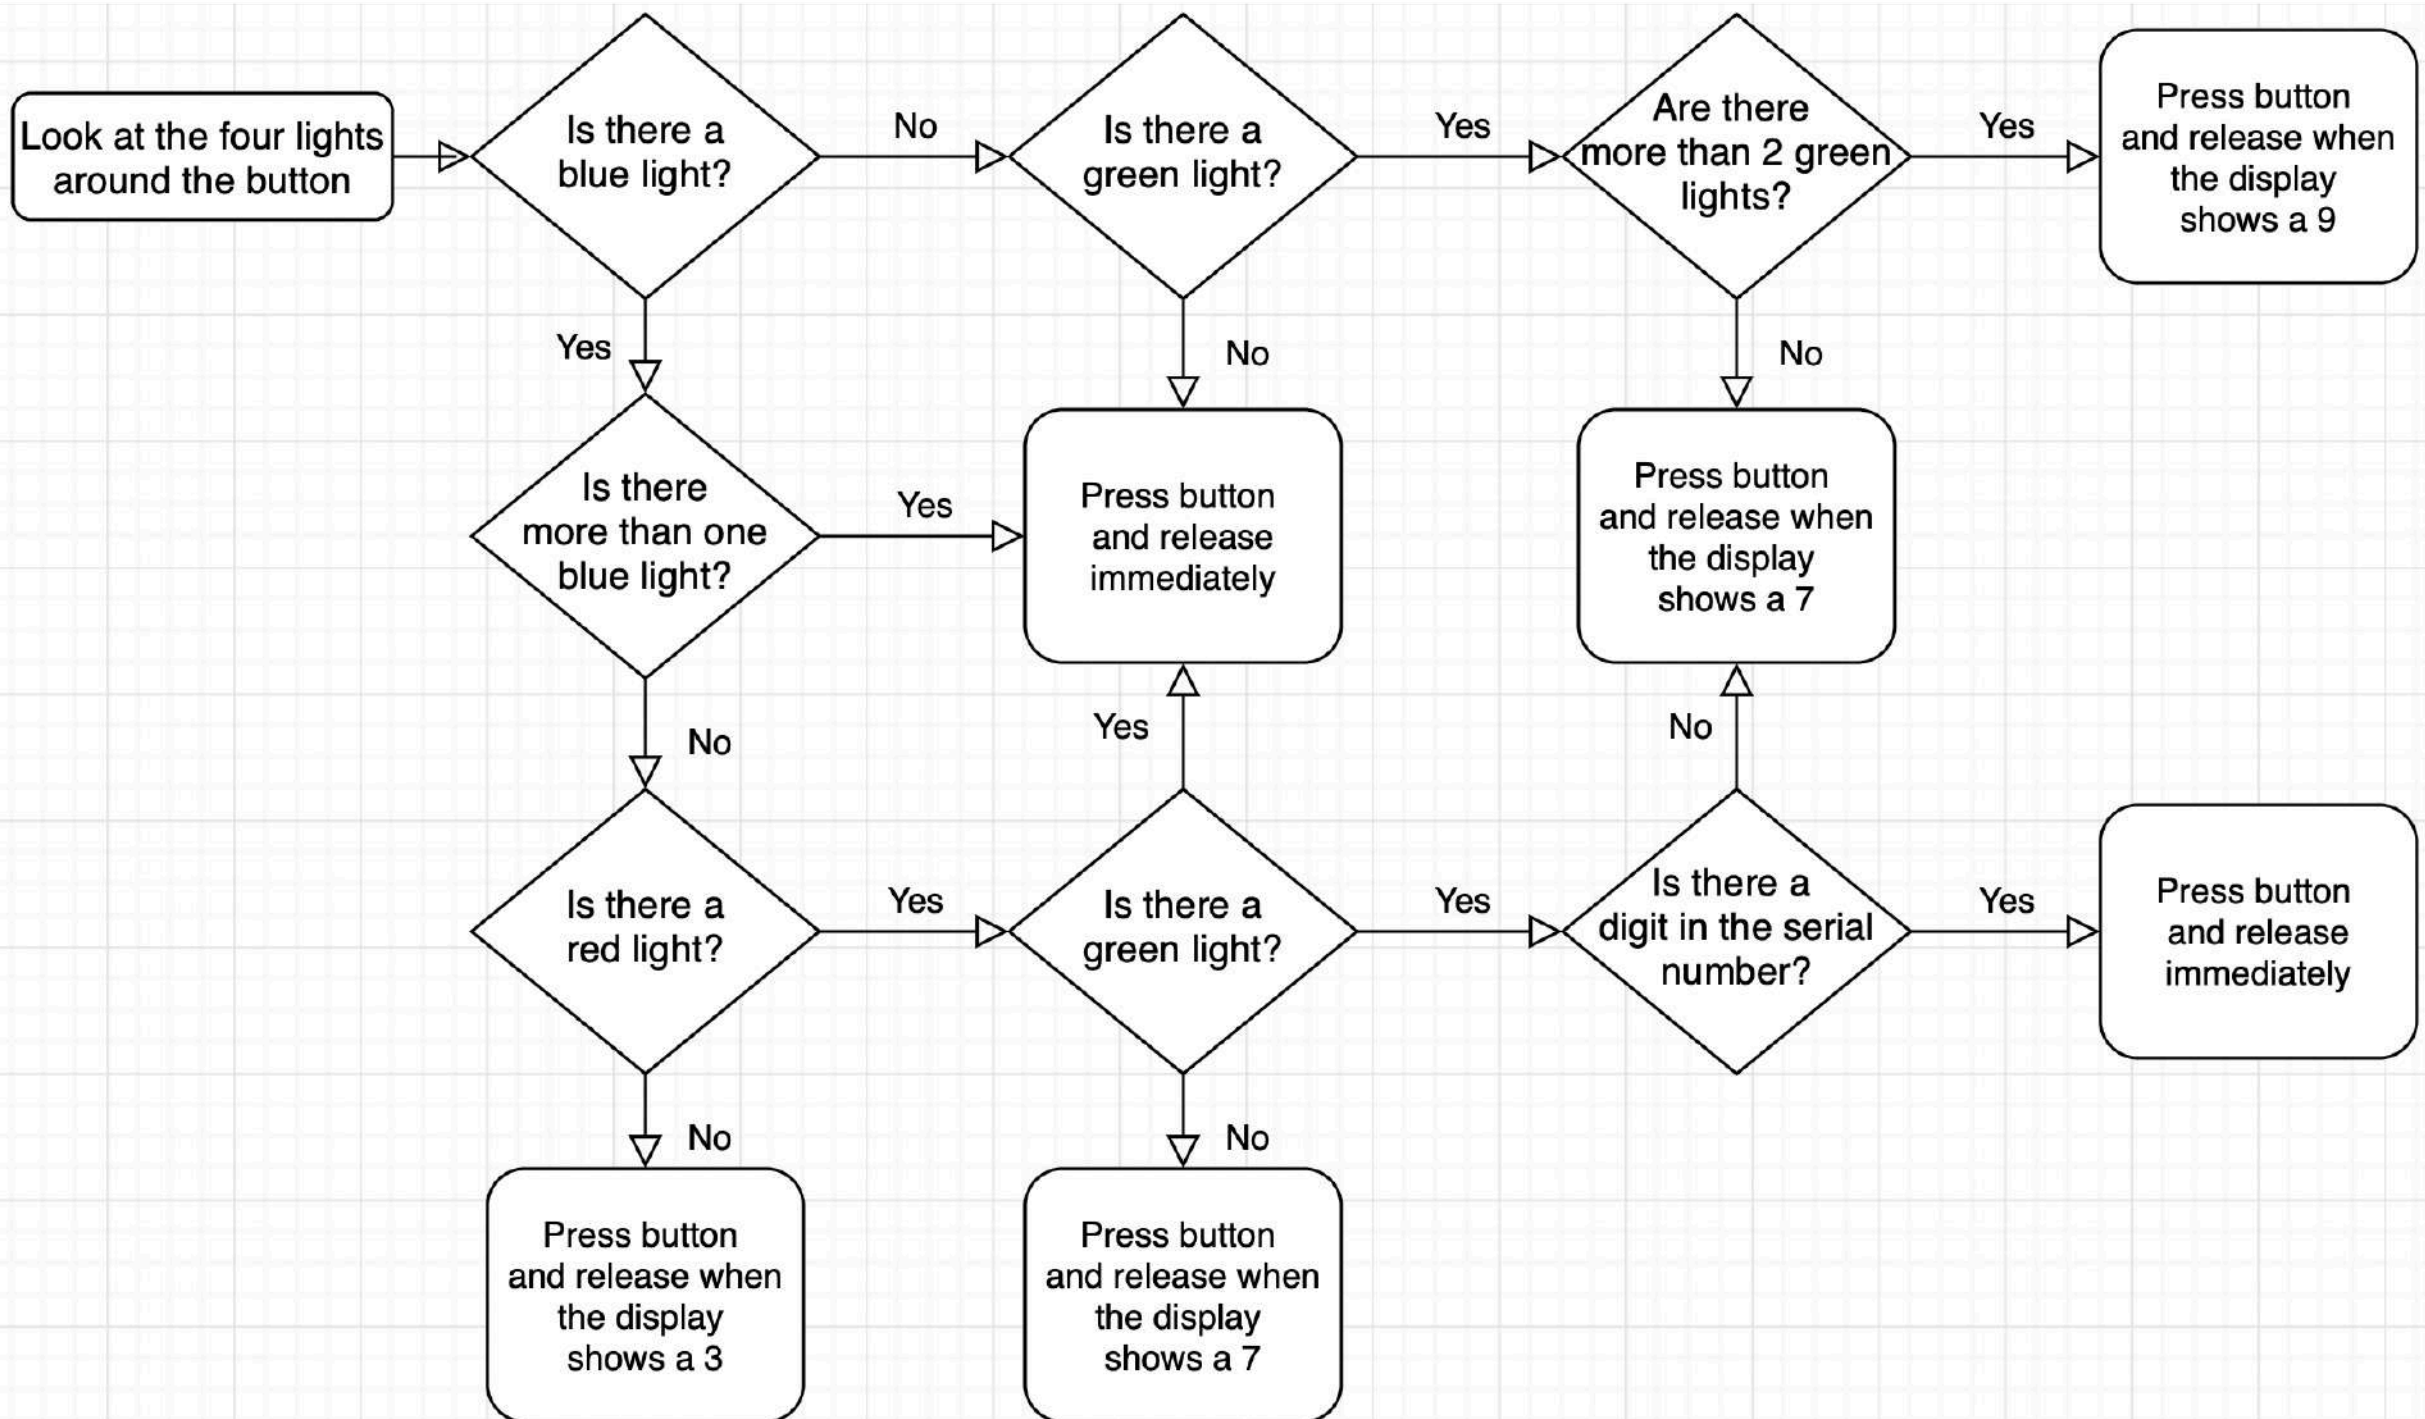 Look at the four lights
around the button
Is there a
blue light?
No
Is there a
green light?
Yes
Are there
more than 2 green
lights?
Yes
Press button
and release when
the display
shows a 9
Yes
No
No
Is there
more than one
blue light?
Yes
Press button
and release
immediately
Press button
and release when
the display
shows a 7
No
Yes
No
Is there a
red light?
Yes
Is there a
green light?
Yes
Is there a
digit in the serial
number?
Yes
Press button
and release
immediately
No
No
Press button
and release when
the display
shows a 3
Press button
and release when
the display
shows a 7